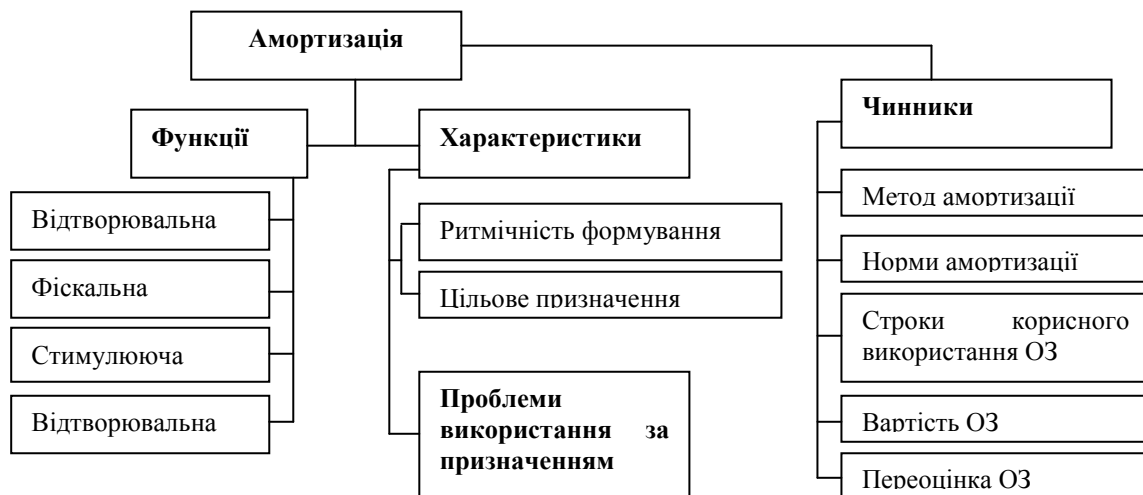 Амортизація
Функції
Відтворювальна
Фіскальна
Стимулююча
Відтворювальна
Характеристики
Ритмічність формування
Цільове призначення
Проблеми
використання за
призначенням
Чинники
Метод амортизації
Норми амортизації
Строки корисного
використання ОЗ
Вартість ОЗ
Переоцінка ОЗ